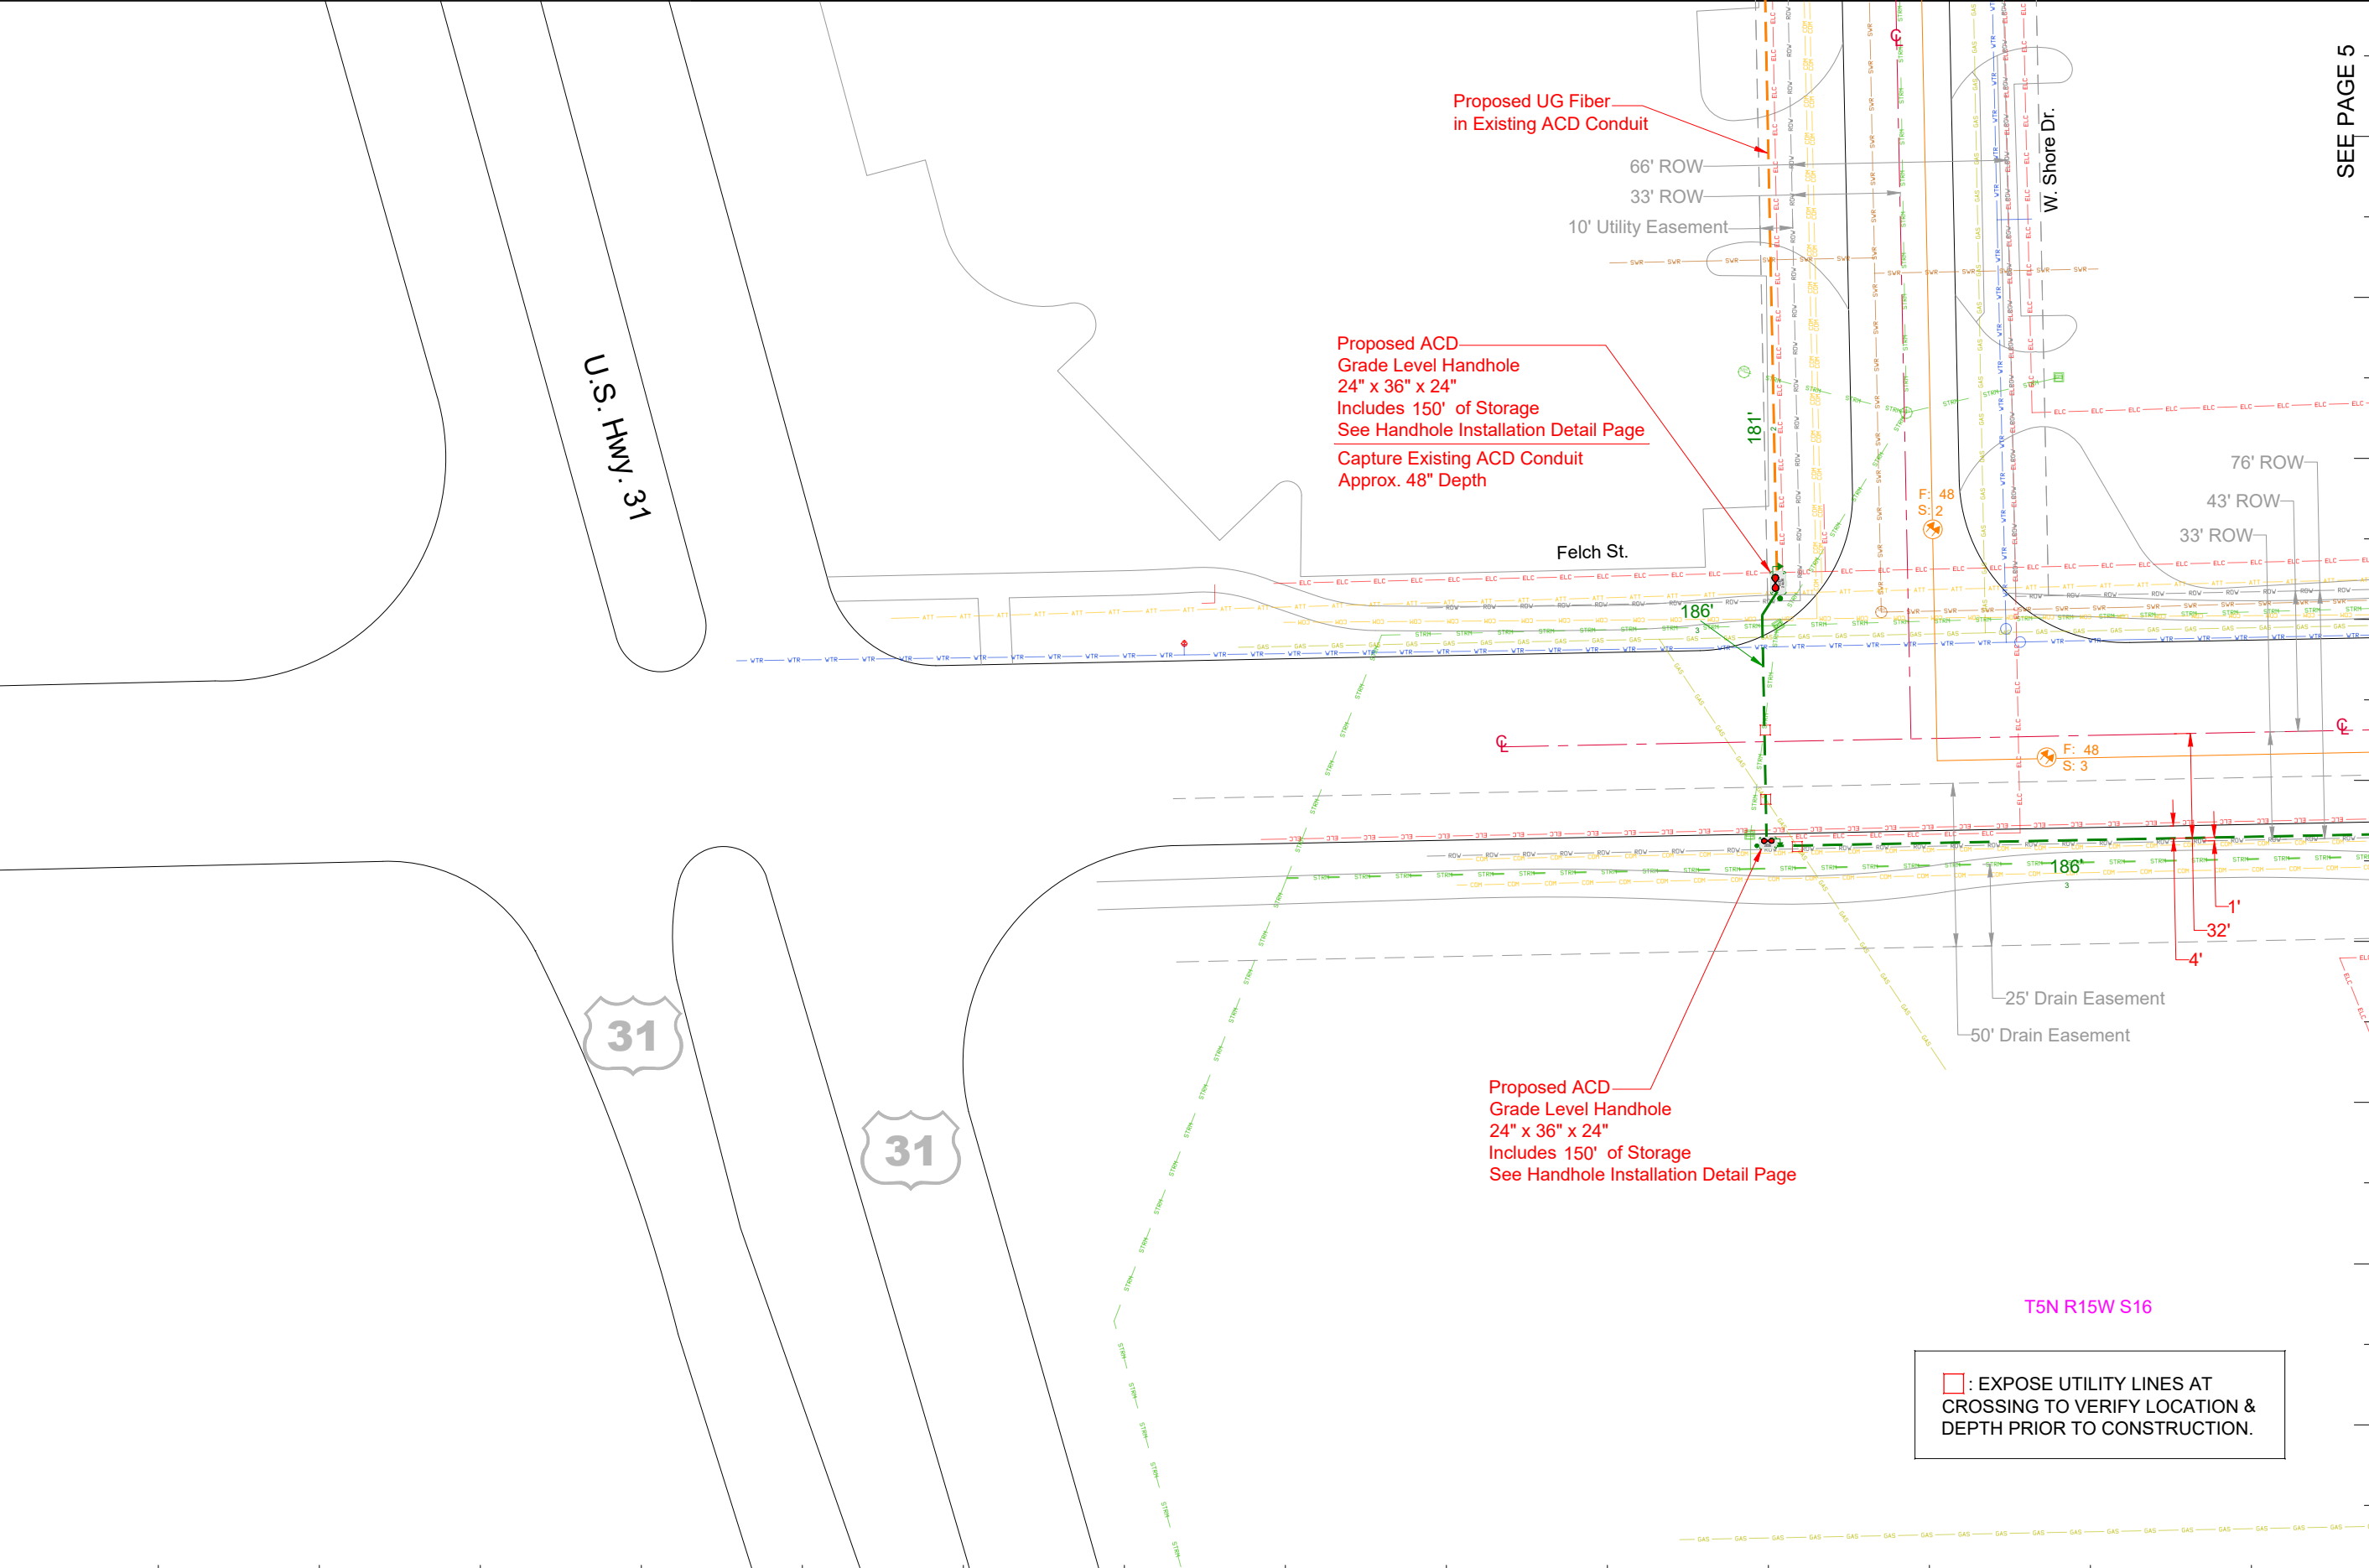 SEE PAGE 5
Proposed UG Fiber
in Existing ACD Conduit
66' ROW
33' ROW
10' Utility Easement
W. Shore Dr.
Proposed ACD
Grade Level Handhole
24" x 36" x 24"
Includes 150' of Storage
See Handhole Installation Detail Page
Capture Existing ACD Conduit
Approx. 48" Depth
181'
2
U.S. Hwy. 31
F: 48
S: 2
76' ROW
43' ROW
33' ROW
Felch St.
186'
3
F: 48
S: 3
186'
3
1'
32'
4'
25' Drain Easement
50' Drain Easement
31
31
Proposed ACD
Grade Level Handhole
24" x 36" x 24"
Includes 150' of Storage
See Handhole Installation Detail Page
T5N R15W S16
: EXPOSE UTILITY LINES AT
CROSSING TO VERIFY LOCATION &
DEPTH PRIOR TO CONSTRUCTION.